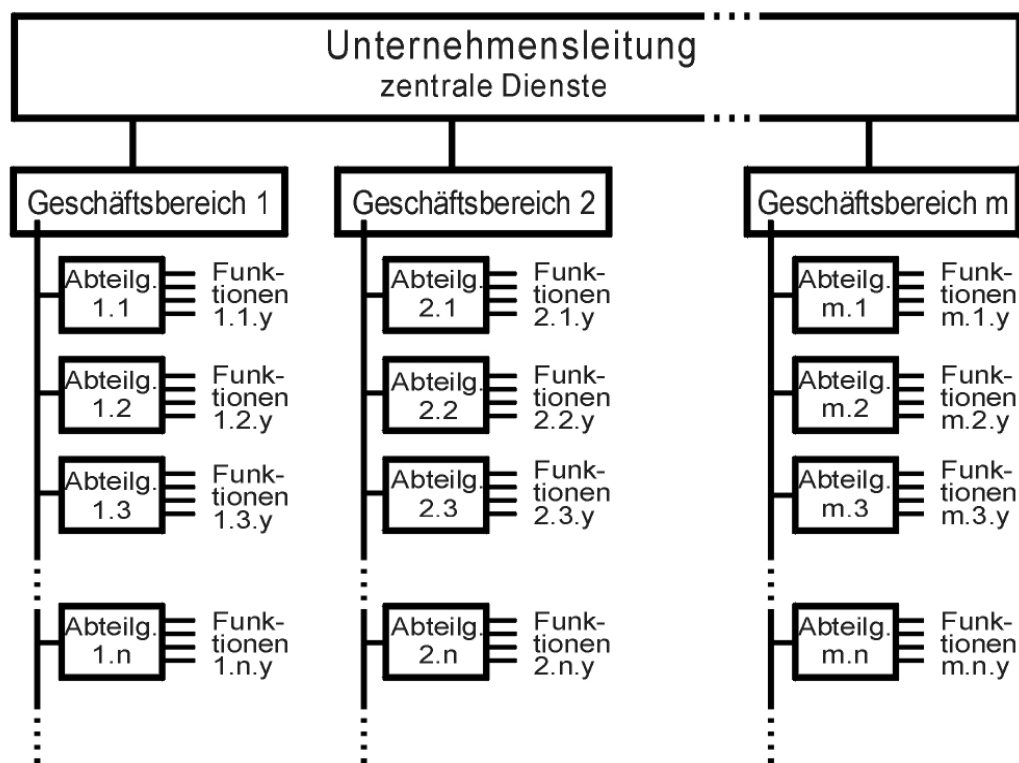 Unternehmensleitung
zentrale Dienste
Geschäftsbereich 1
Abteilg.
1.1
Funk-
tionen
1.1.y
Abteilg.
1.2
Funk-
tionen
1.2.y
Abteilg.
1.3
Funk-
tionen
1.3.y
Abteilg.
1.n
Funk-
tionen
1.n.y
Geschäftsbereich 2
Abteilg.
2.1
Funk-
tionen
2.1.y
Abteilg.
2.2
Funk-
tionen
2.2.y
Abteilg.
2.3
Funk-
tionen
2.3.y
Abteilg.
2.n
Funk-
tionen
2.n.y
Geschäftsbereich m
Abteilg.
m.1
Funk-
tionen
m.1.y
Abteilg.
m.2
Funk-
tionen
m.2.y
Abteilg.
m.3
Funk-
tionen
m.3.y
Abteilg.
m.n
Funk-
tionen
m.n.y